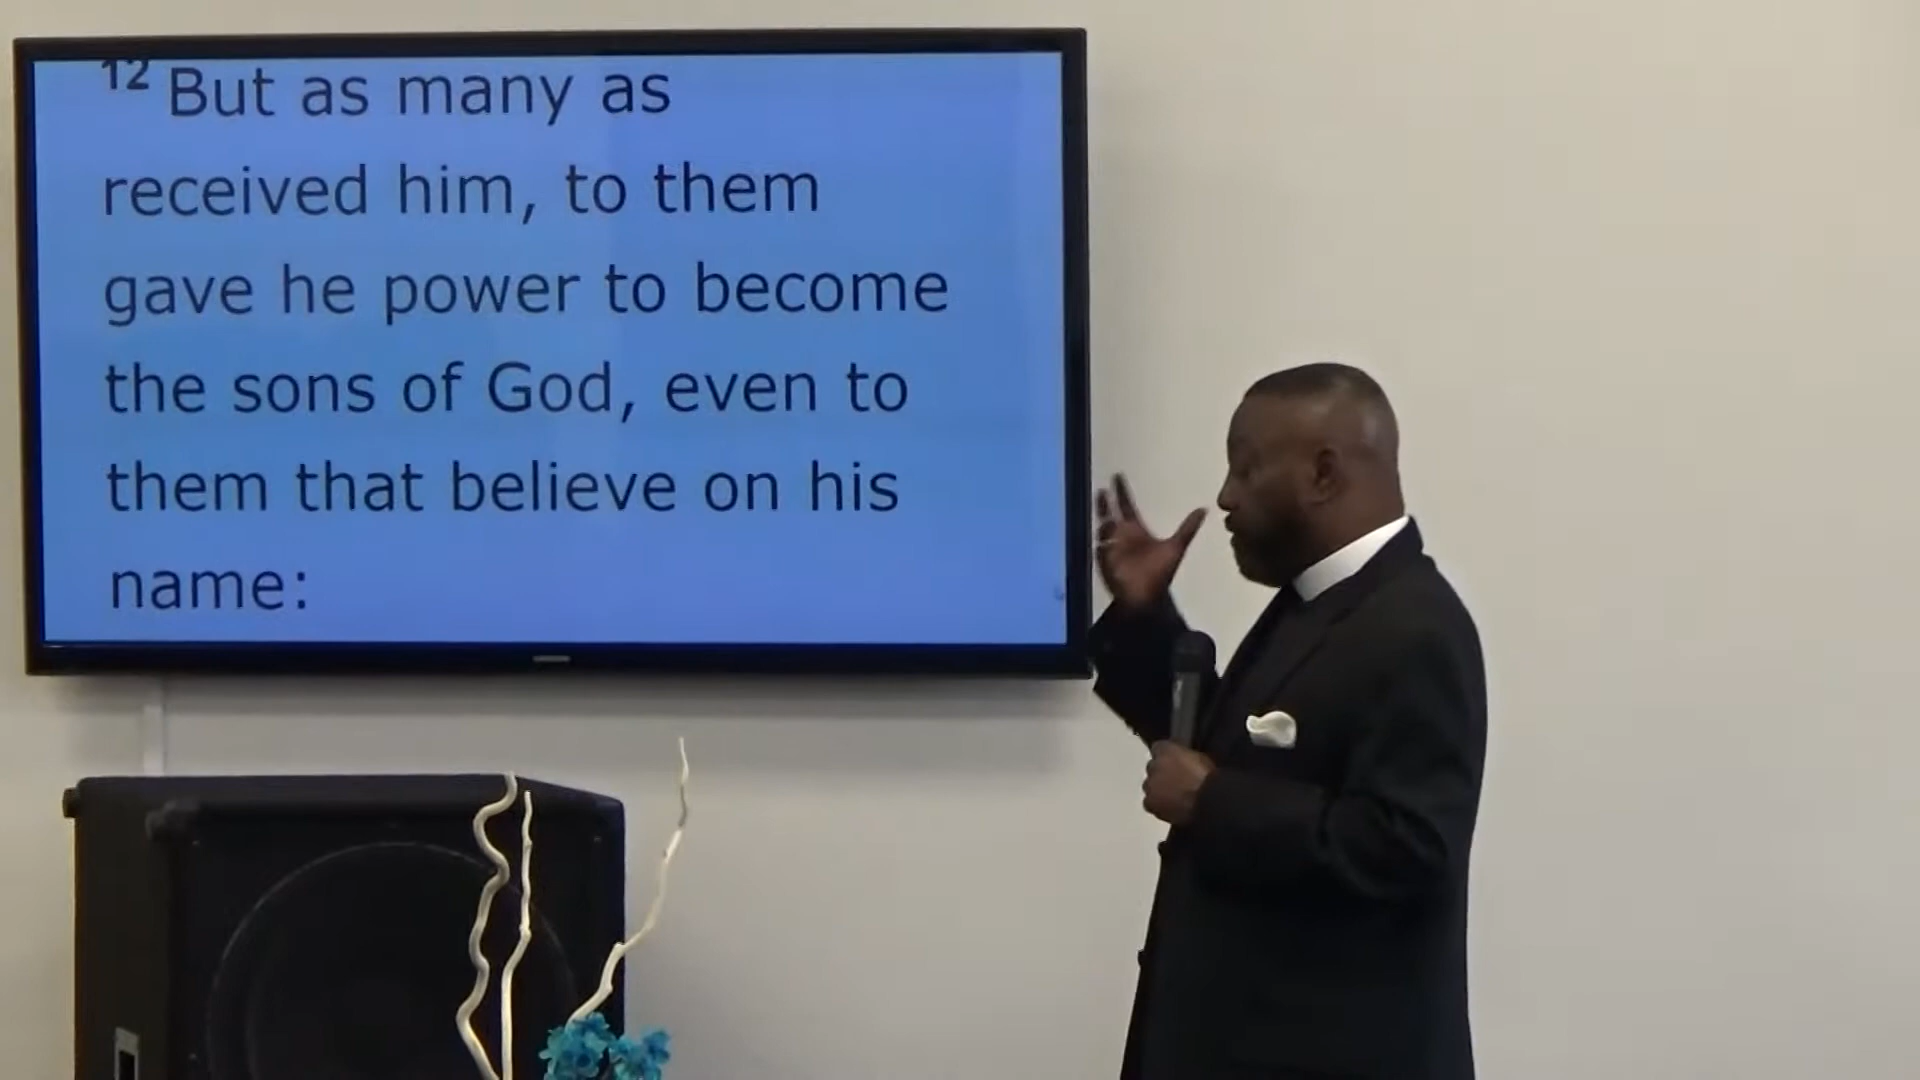 12 But as many as
received him, to them
gave he power to become
the sons of God, even to
them that believe on his
name: